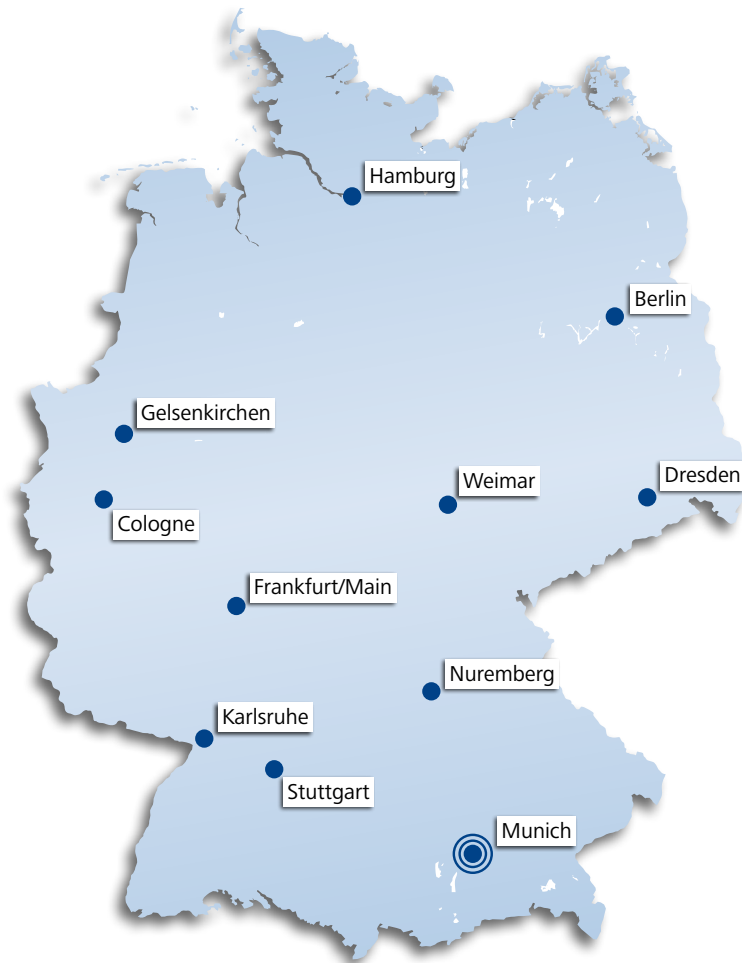 Hamburg
Berlin
Gelsenkirchen
Weimar
Dresden
Cologne
Frankfurt/Main
Nuremberg
Karlsruhe
Stuttgart
Munich